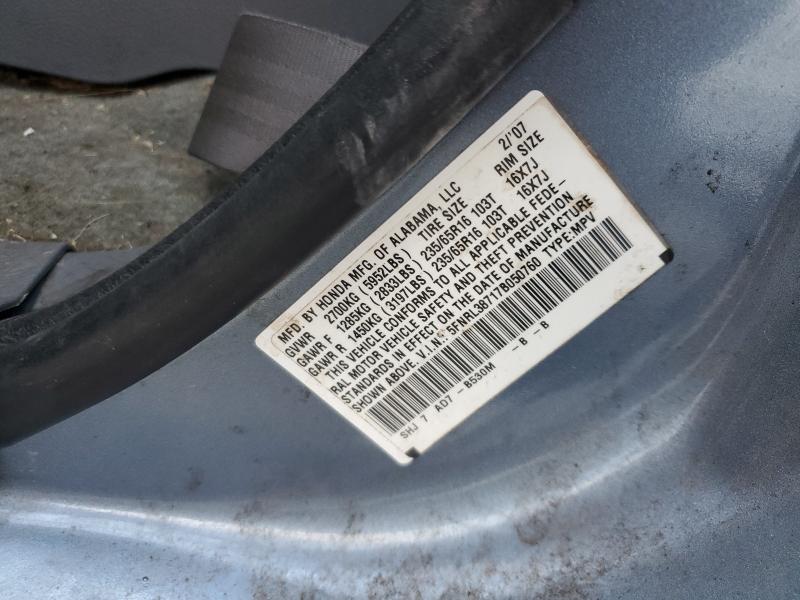 MFD. BY HONDA MFG. OF ALABAMA, LLC 2/'07
GVWR 2700KG (5952LBS) TIRE SIZE RIM SIZE
GAWR F 1285KG (2833LBS) 235/65R16 103T 16X7J
GAWR R 1450KG (3197LBS) 235/65R16 103T 16X7J
THIS VEHICLE CONFORMS TO ALL APPLICABLE FEDE-
RAL MOTOR VEHICLE SAFETY AND THEFT PREVENTION
STANDARDS IN EFFECT ON THE DATE OF MANUFACTURE
SHOWN ABOVE. V.I.N.: 5FNRL38717B050760 TYPE:MPV
SHJ 7 AD7 -B530M -B -B